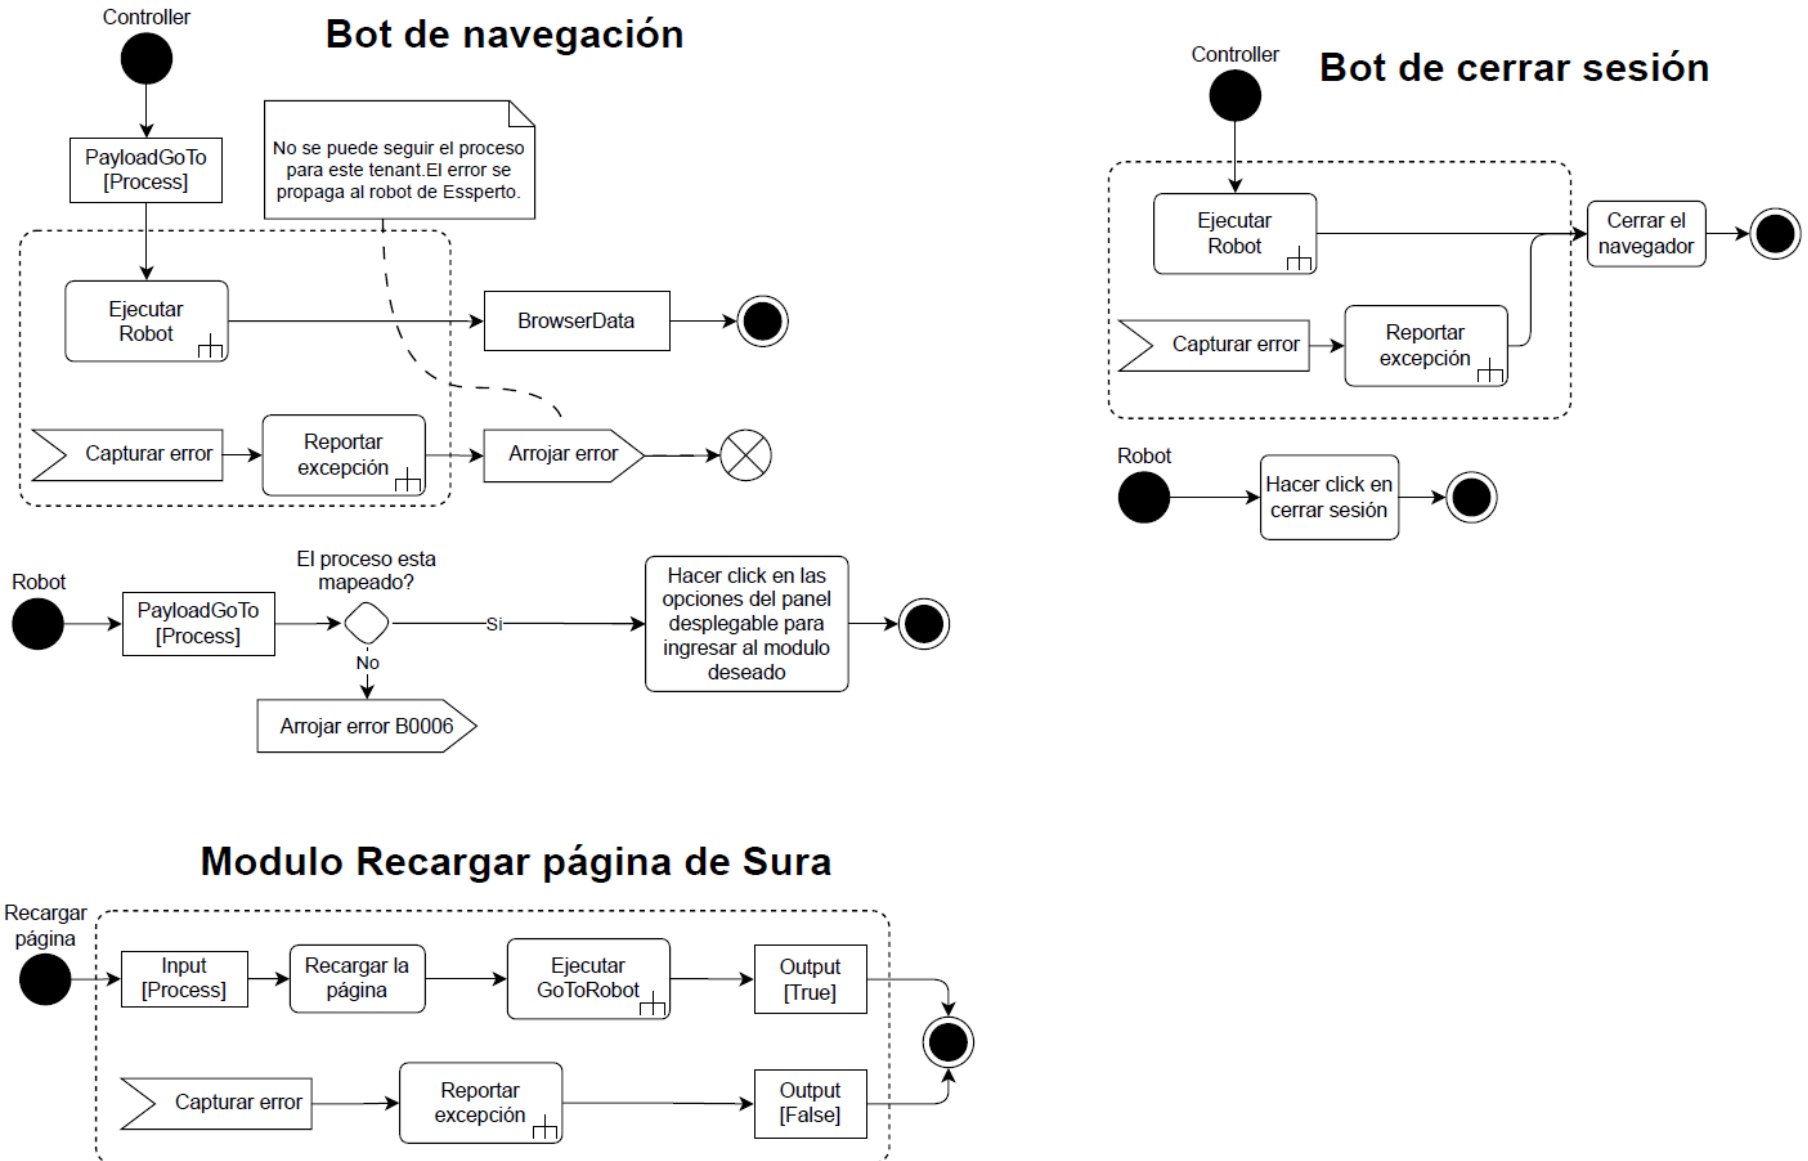 Bot de navegación
Controller
PayloadGoTo
[Process]
No se puede seguir el proceso
para este tenant.El error se
propaga al robot de Essperto.
Ejecutar
Robot
BrowserData
Capturar error
Reportar
excepción
Arrojar error
Robot
PayloadGoTo
[Process]
El proceso esta
mapeado?
Si
No
Hacer click en las
opciones del panel
desplegable para
ingresar al modulo
deseado
Arrojar error B0006
Bot de cerrar sesión
Controller
Ejecutar
Robot
Cerrar el
navegador
Capturar error
Reportar
excepción
Robot
Hacer click en
cerrar sesión
Modulo Recargar página de Sura
Recargar
página
Input
[Process]
Recargar la
página
Ejecutar
GoToRobot
Output
[True]
Capturar error
Reportar
excepción
Output
[False]